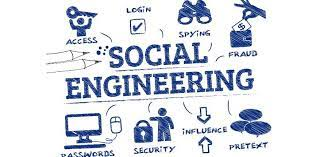 LOGIN
SPYING
ACCESS
FRAUD
SOCIAL
ENGINEERING
INFLUENCE
PASSWORDS
SECURITY
PRETEXT